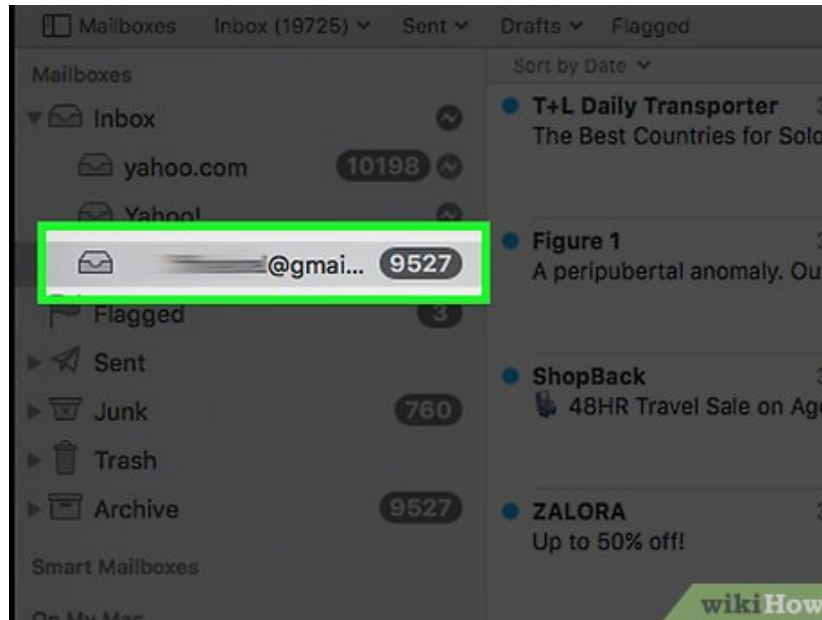 Mailboxes Inbox (19725) Sent Drafts Flagged
Mailboxes
Sort by Date
Inbox
yahoo.com 10198
Yahoo!
@gmai... 9527
Flagged 3
Sent
Junk 760
Trash
Archive 9527
Smart Mailboxes
On My Mac
T+L Daily Transporter
The Best Countries for Solo
Figure 1
A peripubertal anomaly. Ou
ShopBack
48HR Travel Sale on Ago
ZALORA
Up to 50% off!
wikiHow